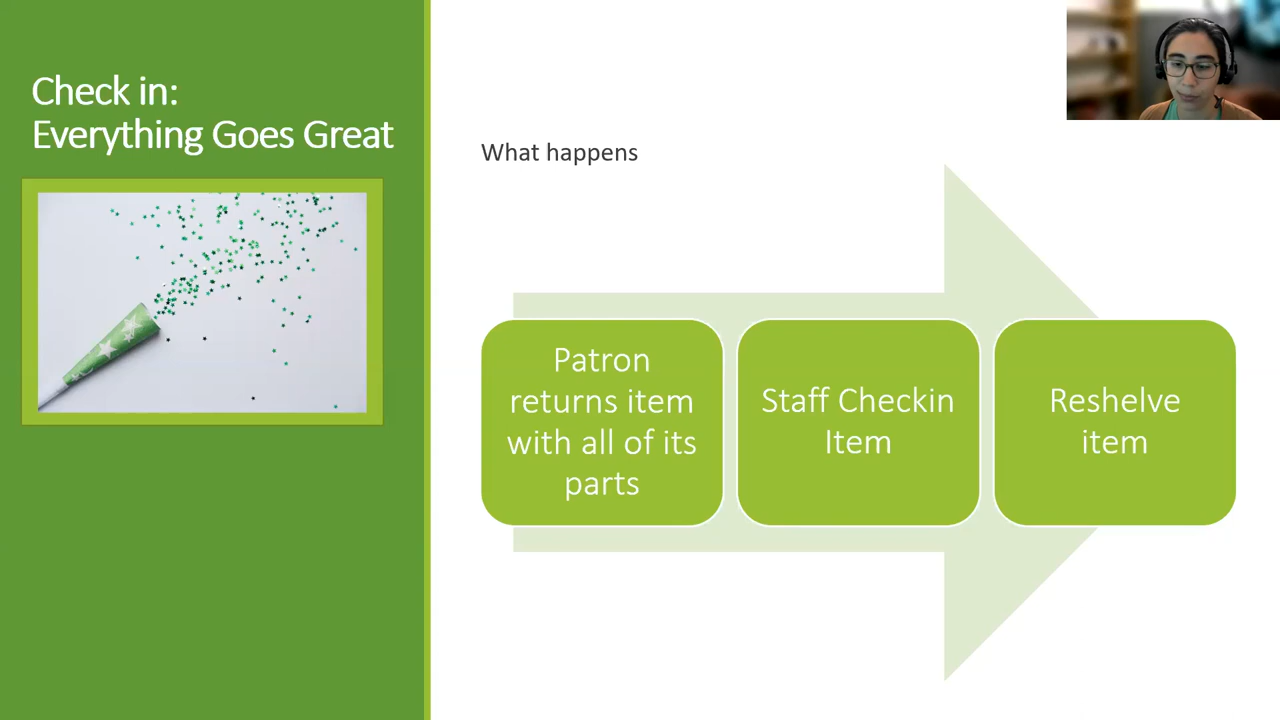 Check in:
Everything Goes Great
What happens
Patron
returns item
with all of its
parts
Staff Checkin
Item
Reshelve
item